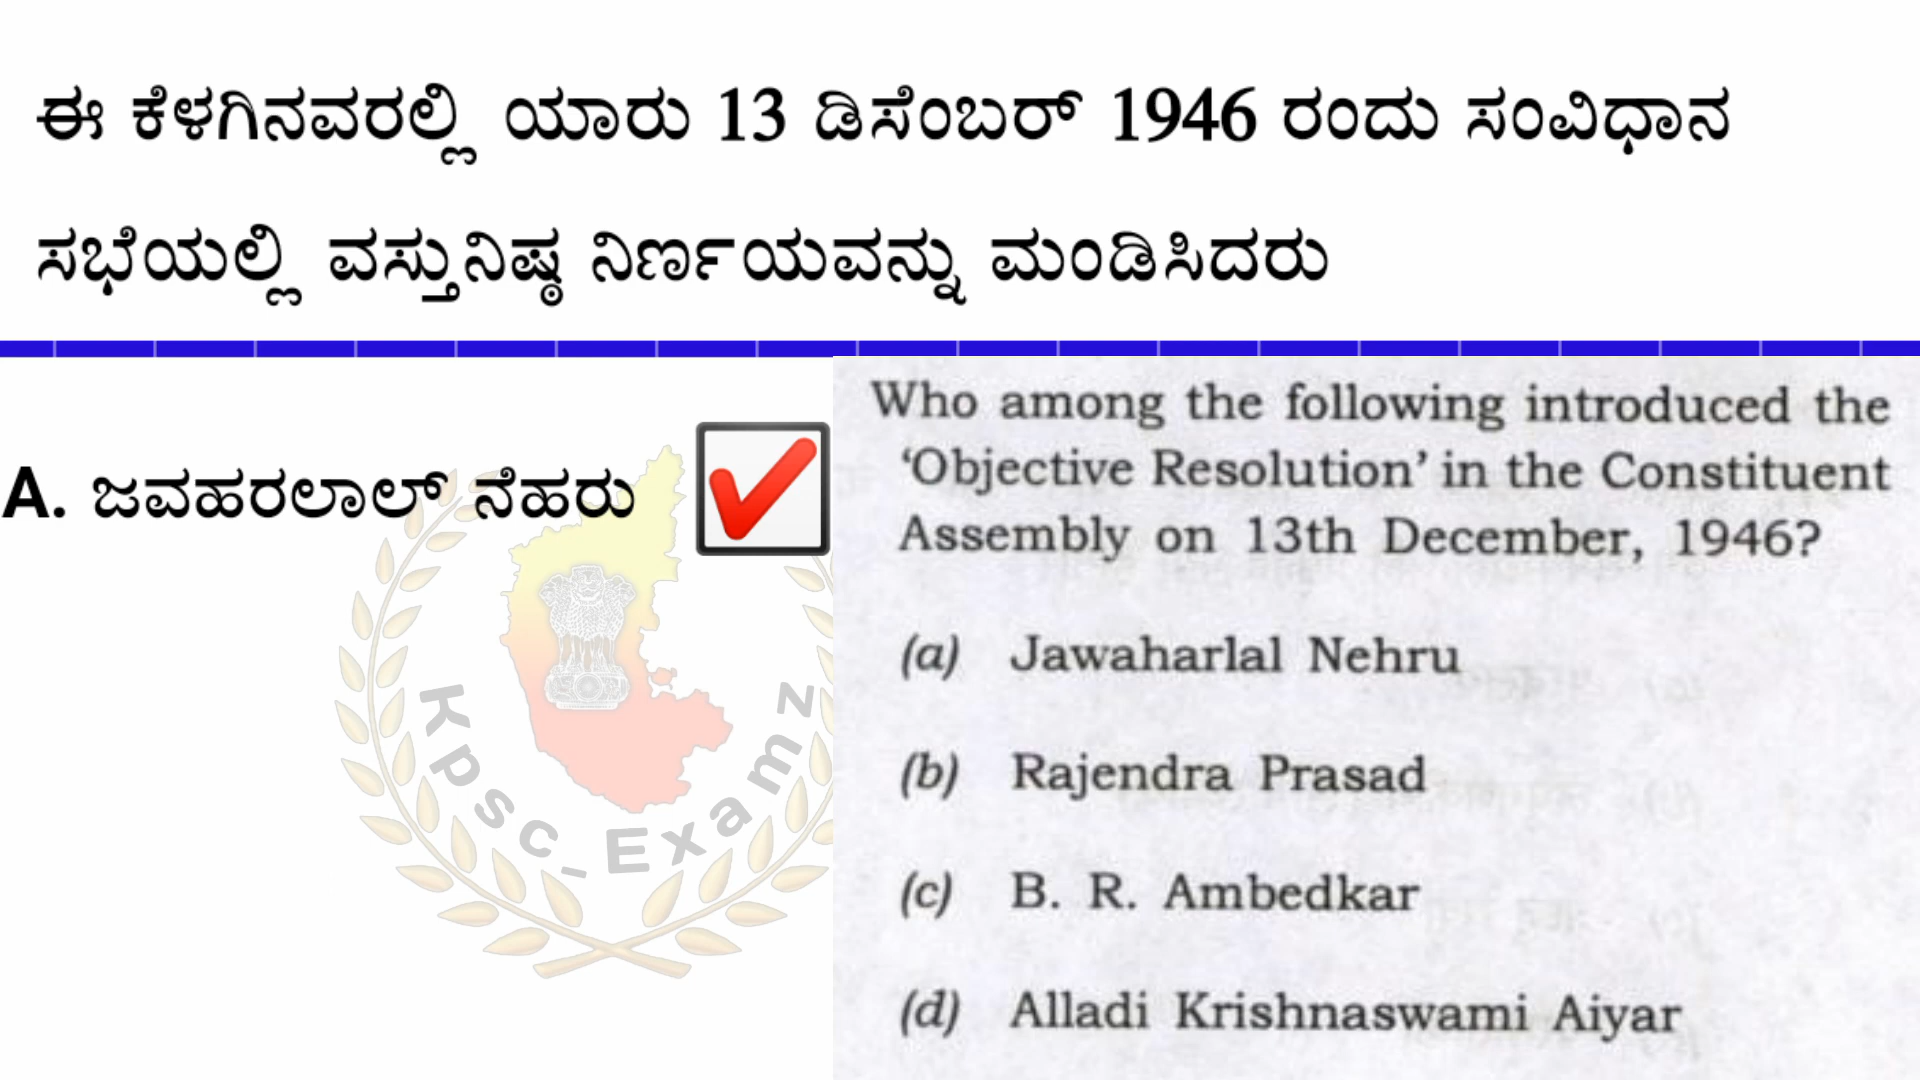 ಈ ಕೆಳಗಿನವರಲ್ಲಿ ಯಾರು 13 ಡಿಸೆಂಬರ್ 1946 ರಂದು ಸಂವಿಧಾನ
ಸಭೆಯಲ್ಲಿ ವಸ್ತುನಿಷ್ಠ ನಿರ್ಣಯವನ್ನು ಮಂಡಿಸಿದರು
A. ಜವಹರಲಾಲ್ ನೆಹರು
Kpsc_Examz
Who among the following introduced the
‘Objective Resolution’ in the Constituent
Assembly on 13th December, 1946?
(a) Jawaharlal Nehru
(b) Rajendra Prasad
(c) B. R. Ambedkar
(d) Alladi Krishnaswami Aiyar